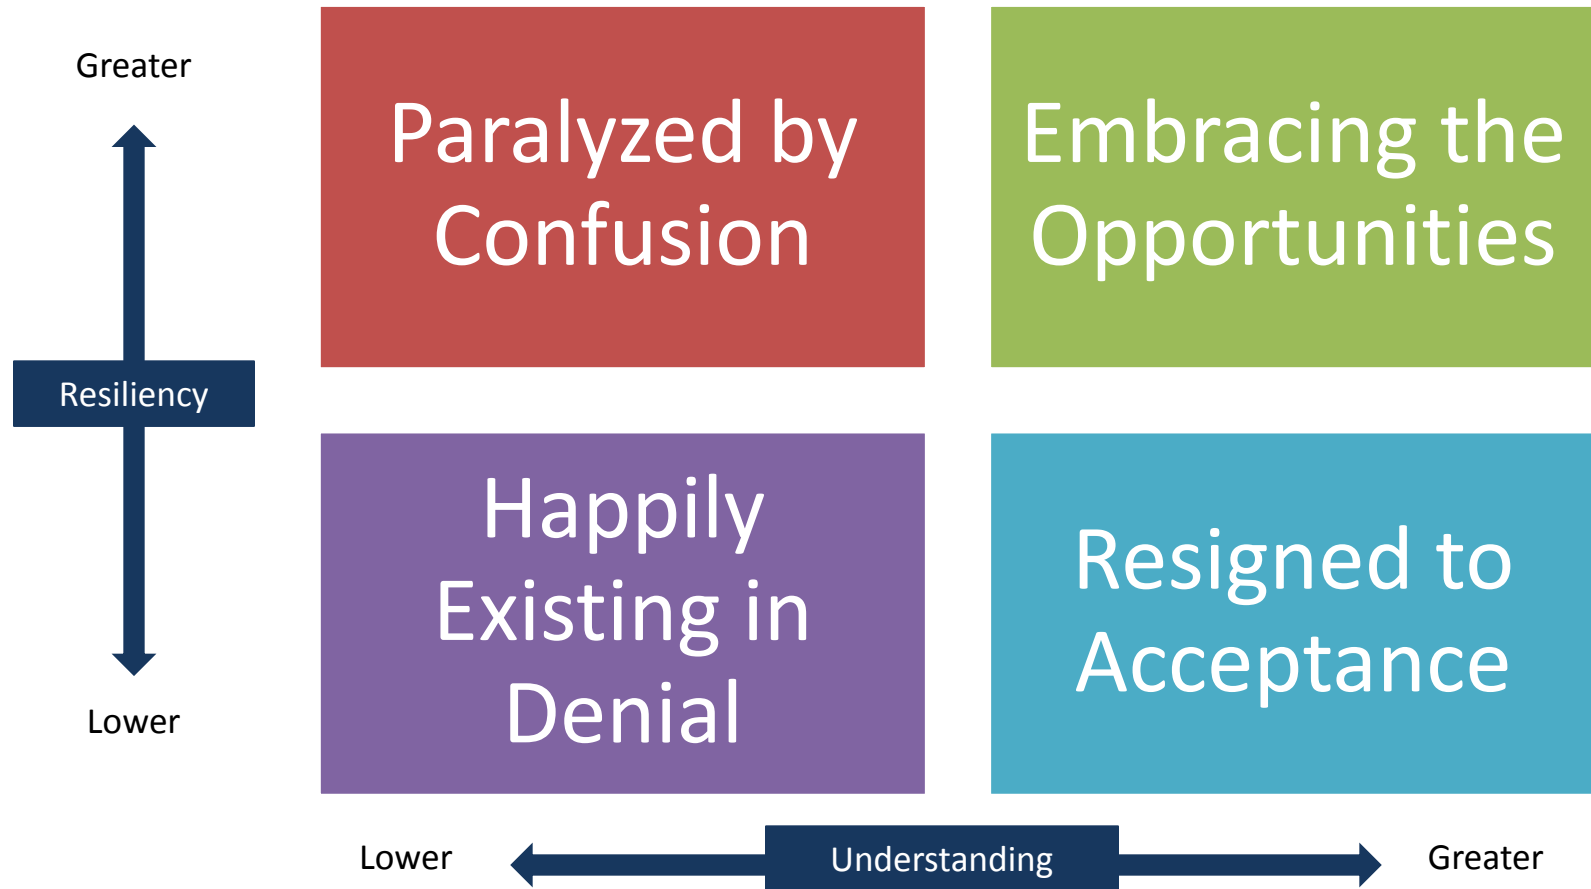 Greater
Paralyzed by
Confusion
Embracing the
Opportunities
Resiliency
Happily
Existing in
Denial
Resigned to
Acceptance
Lower
Lower
Understanding
Greater